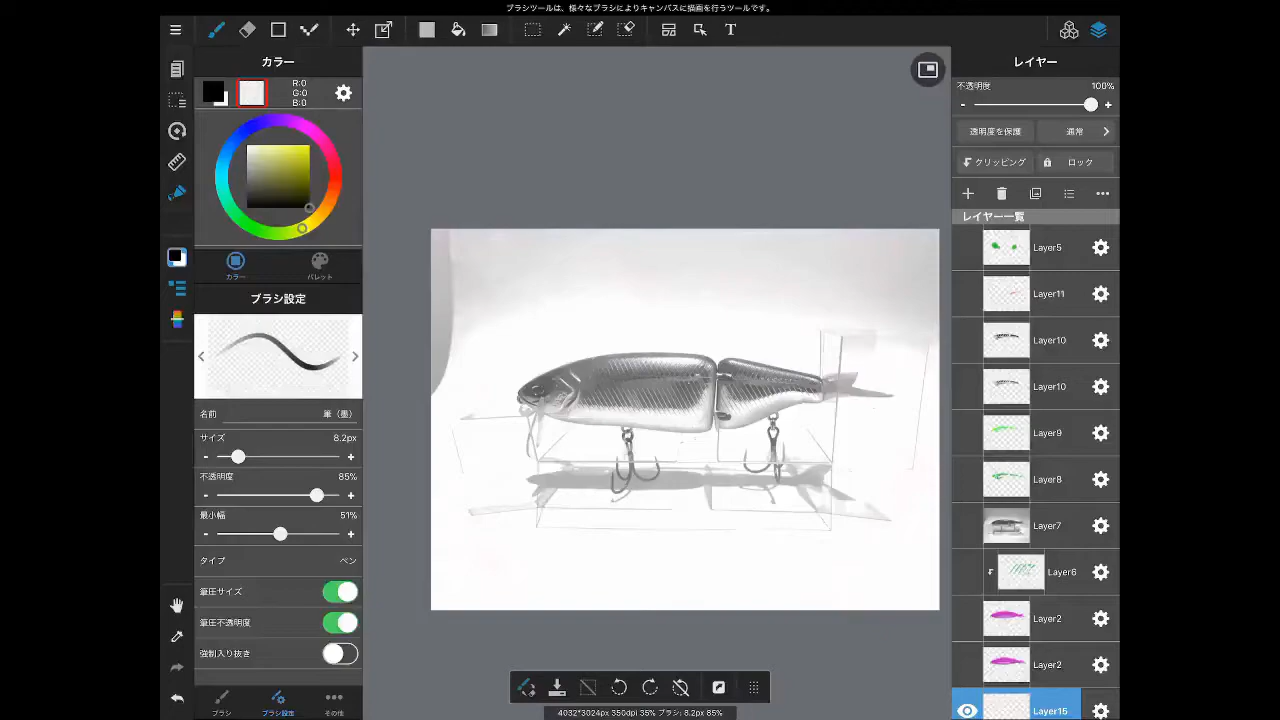 ブラシツールは、様々なブラシによりキャンバスに描画を行うツールです。
T
カラー
R:0
G:0
B:0
カラー
パレット
ブラシ設定
名前
筆（墨）
サイズ
8.2px
不透明度
85%
最小幅
51%
タイプ
ペン
筆圧サイズ
筆圧不透明度
強制入り抜き
ブラシ
ブラシ設定
その他
4032*3024px 350dpi 35% ブラシ: 8.2px 85%
レイヤー
不透明度
100%
透明度を保護
通常
クリッピング
ロック
レイヤー一覧
Layer5
Layer11
Layer10
Layer10
Layer9
Layer8
Layer7
Layer6
Layer2
Layer2
Layer15